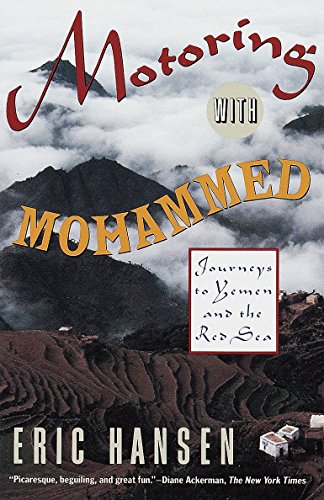 Motoring
WITH
MOHAMMED
Journeys
to Yemen
and the
Red Sea
ERIC HANSEN
"Picaresque, beguiling, and great fun."—Diane Ackerman, The New York Times